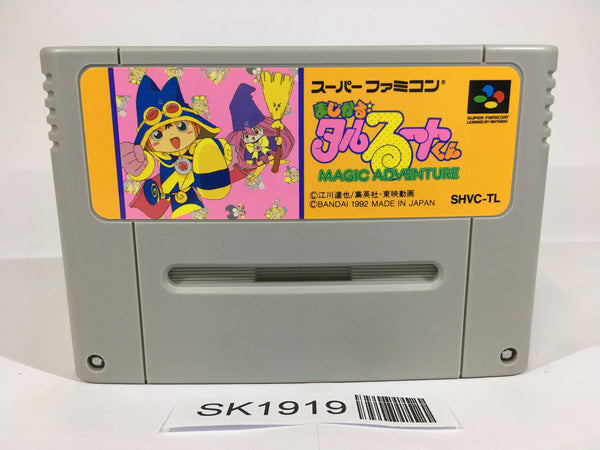 スーパーファミコン®
まじかる
タルるートくん
MAGIC ADVENTURE
©江川達也/集英社・東映動画
©BANDAI 1992 MADE IN JAPAN
SUPER FAMICOM
LICENSED BY NINTENDO
SHVC-TL
SK1919